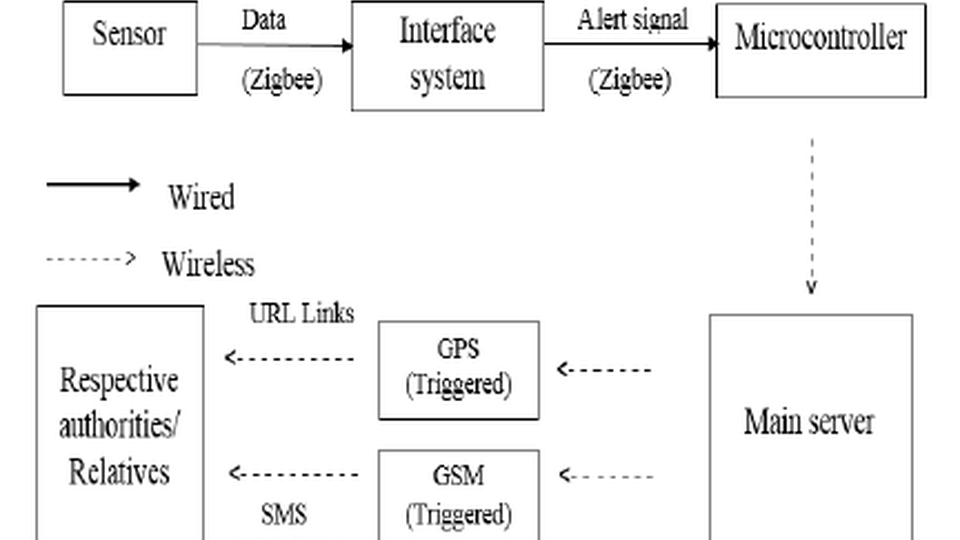 Sensor
Data
(Zigbee)
Interface
system
Alert signal
(Zigbee)
Microcontroller
Wired
Wireless
URL Links
Respective
authorities/
Relatives
GPS
(Triggered)
GSM
(Triggered)
SMS
Main server